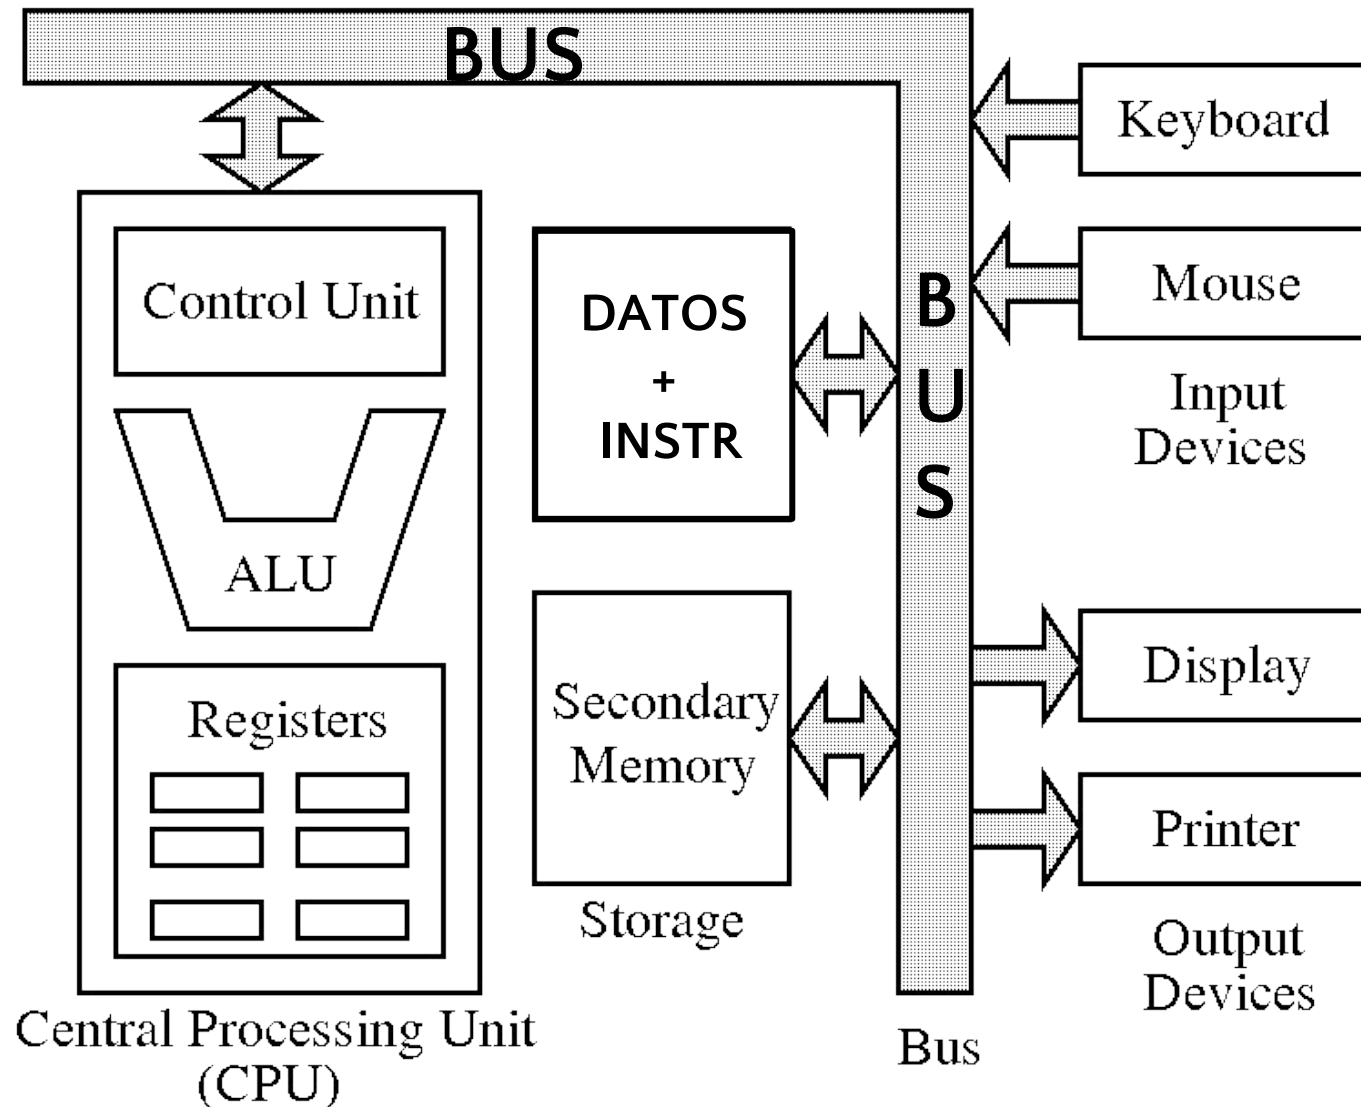 BUS
Keyboard
Control Unit
DATOS
+
INSTR
B
U
S
Mouse
Input
Devices
ALU
Registers
Secondary
Memory
Storage
Display
Printer
Output
Devices
Central Processing Unit
(CPU)
Bus